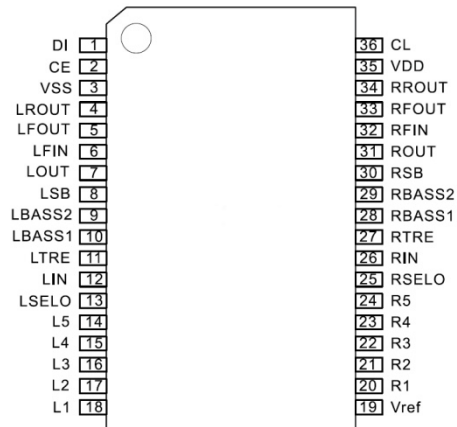 DI 1 36 CL
CE 2 35 VDD
VSS 3 34 RROUT
LROUT 4 33 RFOUT
LFOUT 5 32 RFIN
LFIN 6 31 ROUT
LOUT 7 30 RSB
LSB 8 29 RBASS2
LBASS2 9 28 RBASS1
LBASS1 10 27 RTRE
LTRE 11 26 RIN
LIN 12 25 RSELO
LSELO 13 24 R5
L5 14 23 R4
L4 15 22 R3
L3 16 21 R2
L2 17 20 R1
L1 18 19 Vref